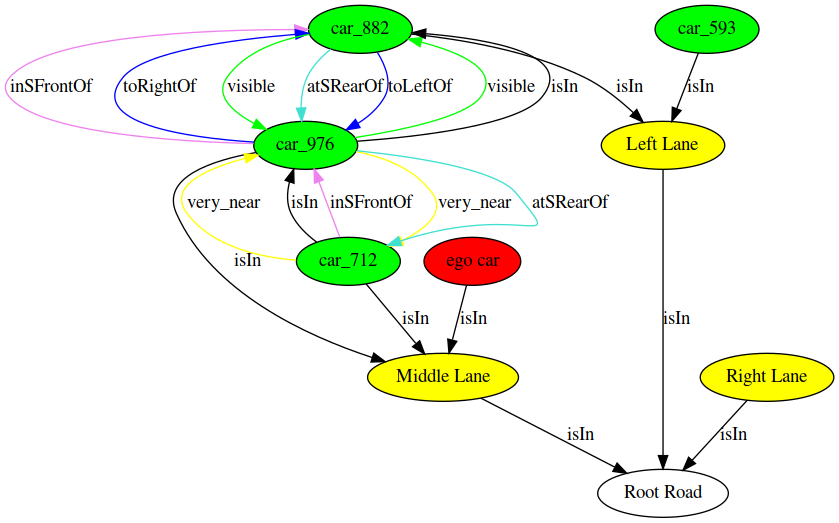 car_882
car_593
inSFrontOf
toRightOf
visible
atSRearOf
toLeftOf
visible
isIn
isIn
isIn
car_976
Left Lane
very_near
isIn
inSFrontOf
very_near
atSRearOf
isIn
car_712
ego car
isIn
isIn
isIn
Middle Lane
Right Lane
isIn
isIn
Root Road